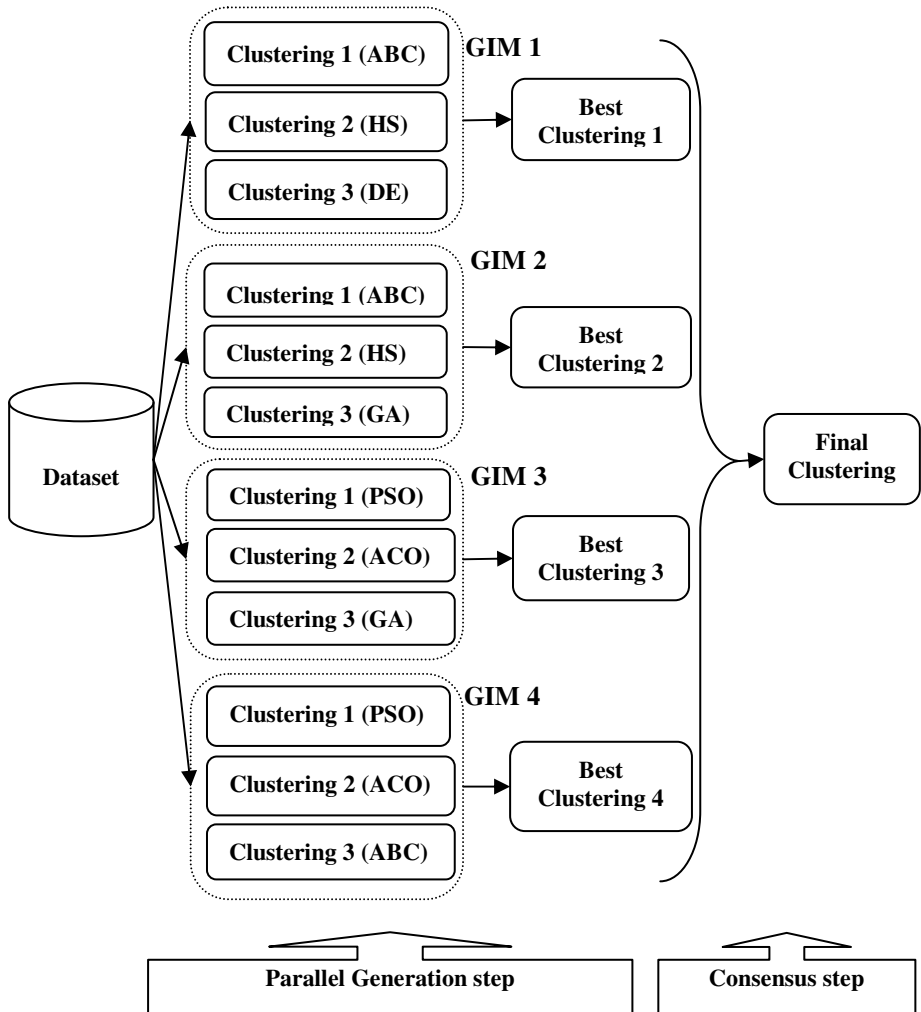 Clustering 1 (ABC)
GIM 1
Clustering 2 (HS)
Clustering 3 (DE)
Best
Clustering 1
GIM 2
Clustering 1 (ABC)
Clustering 2 (HS)
Clustering 3 (GA)
Best
Clustering 2
Dataset
GIM 3
Clustering 1 (PSO)
Clustering 2 (ACO)
Clustering 3 (GA)
Best
Clustering 3
Final
Clustering
GIM 4
Clustering 1 (PSO)
Clustering 2 (ACO)
Clustering 3 (ABC)
Best
Clustering 4
Parallel Generation step
Consensus step